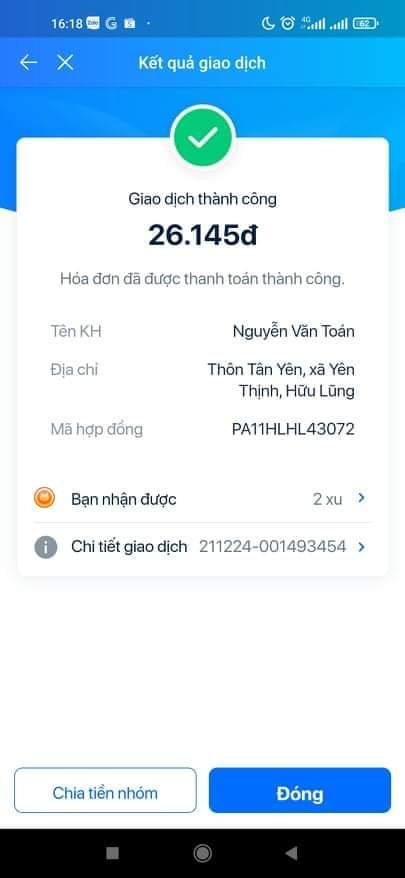 16:18
4G
62
Kết quả giao dịch
Giao dịch thành công
26.145đ
Hóa đơn đã được thanh toán thành công.
Tên KH Nguyễn Văn Toán
Địa chỉ Thôn Tân Yên, xã Yên
Thịnh, Hữu Lũng
Mã hợp đồng PA11HLHL43072
Bạn nhận được 2 xu
Chi tiết giao dịch 211224-001493454
Chia tiền nhóm
Đóng